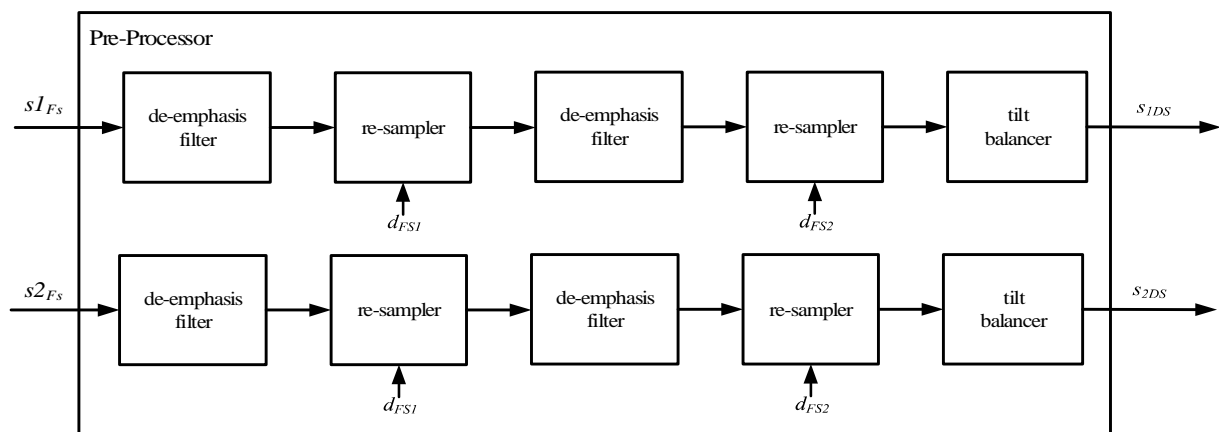 Pre-Processor
s1Fs
de-emphasis
filter
re-sampler
de-emphasis
filter
re-sampler
tilt
balancer
s1DS
dFS1
dFS2
s2Fs
de-emphasis
filter
re-sampler
de-emphasis
filter
re-sampler
tilt
balancer
s2DS
dFS1
dFS2